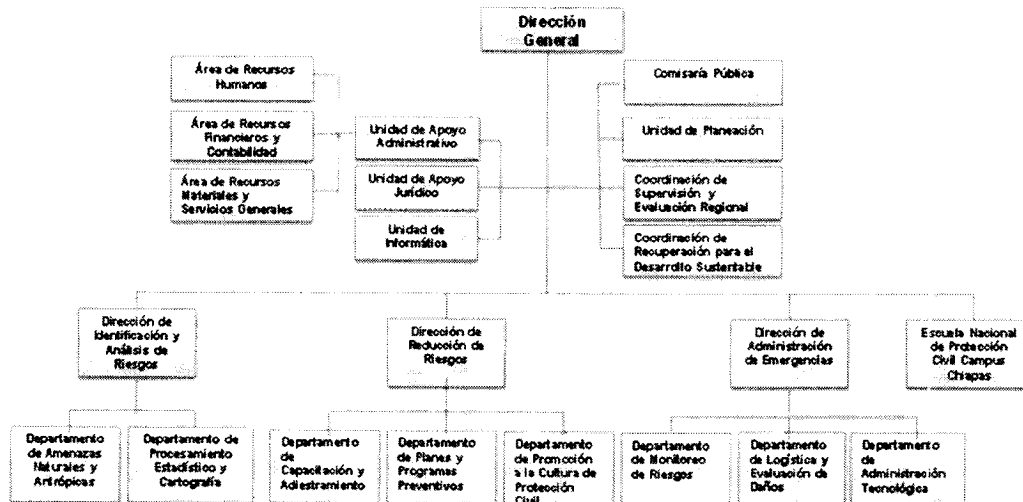 Dirección
General
Área de Recursos
Humanos
Área de Recursos
Financieros y
Contabilidad
Área de Recursos
Materiales y
Servicios Generales
Unidad de Apoyo
Administrativo
Unidad de Apoyo
Jurídico
Unidad de
Informática
Comisaría Pública
Unidad de Planeación
Coordinación de
Supervisión y
Evaluación Regional
Coordinación de
Recuperación para el
Desarrollo Sustentable
Dirección de
Identificación y
Análisis de
Riesgos
Dirección de
Reducción de
Riesgos
Dirección de
Administración
de Emergencias
Escuela Nacional
de Protección
Civil Campus
Chiapas
Departamento
de Amenazas
Naturales y
Antrópicas
Departamento de
Procesamiento
Estadístico y
Cartografía
Departamento
de
Capacitación y
Adiestramiento
Departamento
de Planes y
Programas
Preventivos
Departamento
de Promoción
a la Cultura de
Protección
Civil
Departamento
de Monitoreo
de Riesgos
Departamento
de Logística y
Evaluación de
Daños
Departamento
de
Administración
Tecnológica